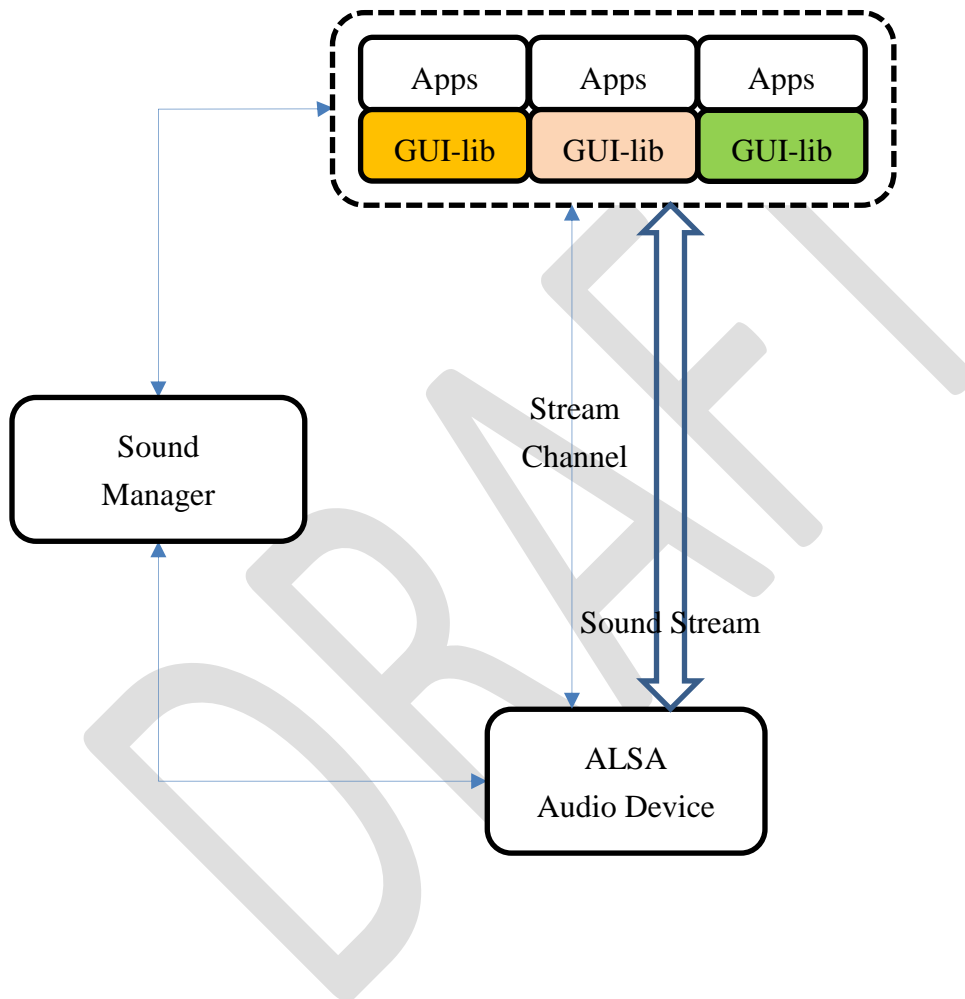 Apps Apps Apps
GUI-lib GUI-lib GUI-lib
Stream
Channel
Sound
Manager
Sound Stream
ALSA
Audio Device
DRAFT